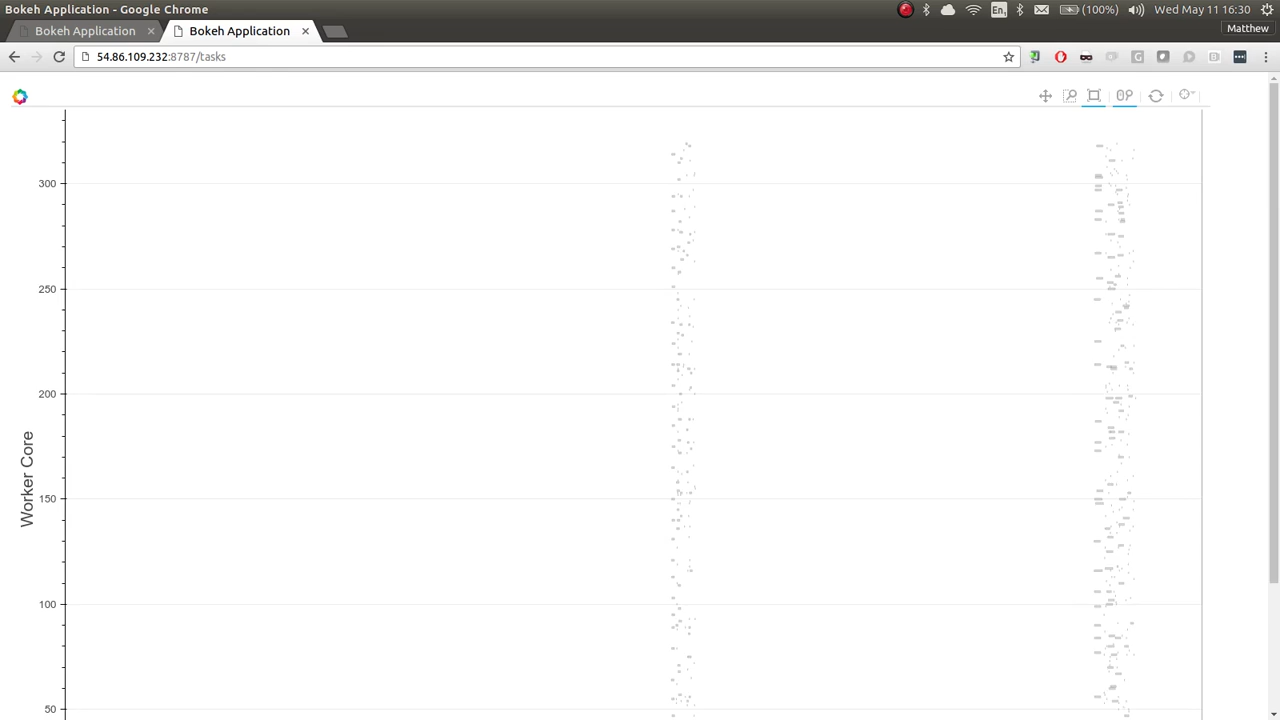 Bokeh Application - Google Chrome
En
(100%)
Wed May 11 16:30
Bokeh Application
Bokeh Application
Matthew
54.86.109.232:8787/tasks
300
250
200
150
100
50
Worker Core